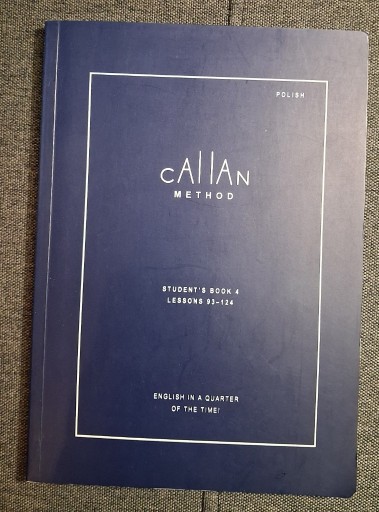 POLISH
CAllAN
METHOD
STUDENT'S BOOK 4
LESSONS 93–124
ENGLISH IN A QUARTER
OF THE TIME!